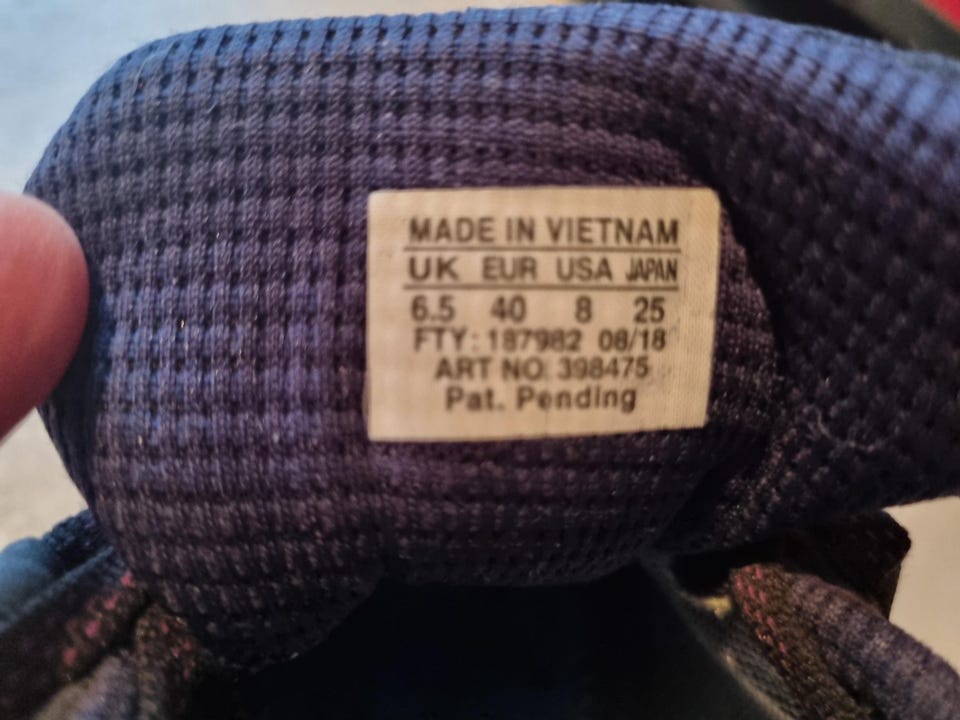 MADE IN VIETNAM
UK EUR USA JAPAN
6.5 40 8 25
FTY: 187982 08/18
ART NO: 398475
Pat. Pending